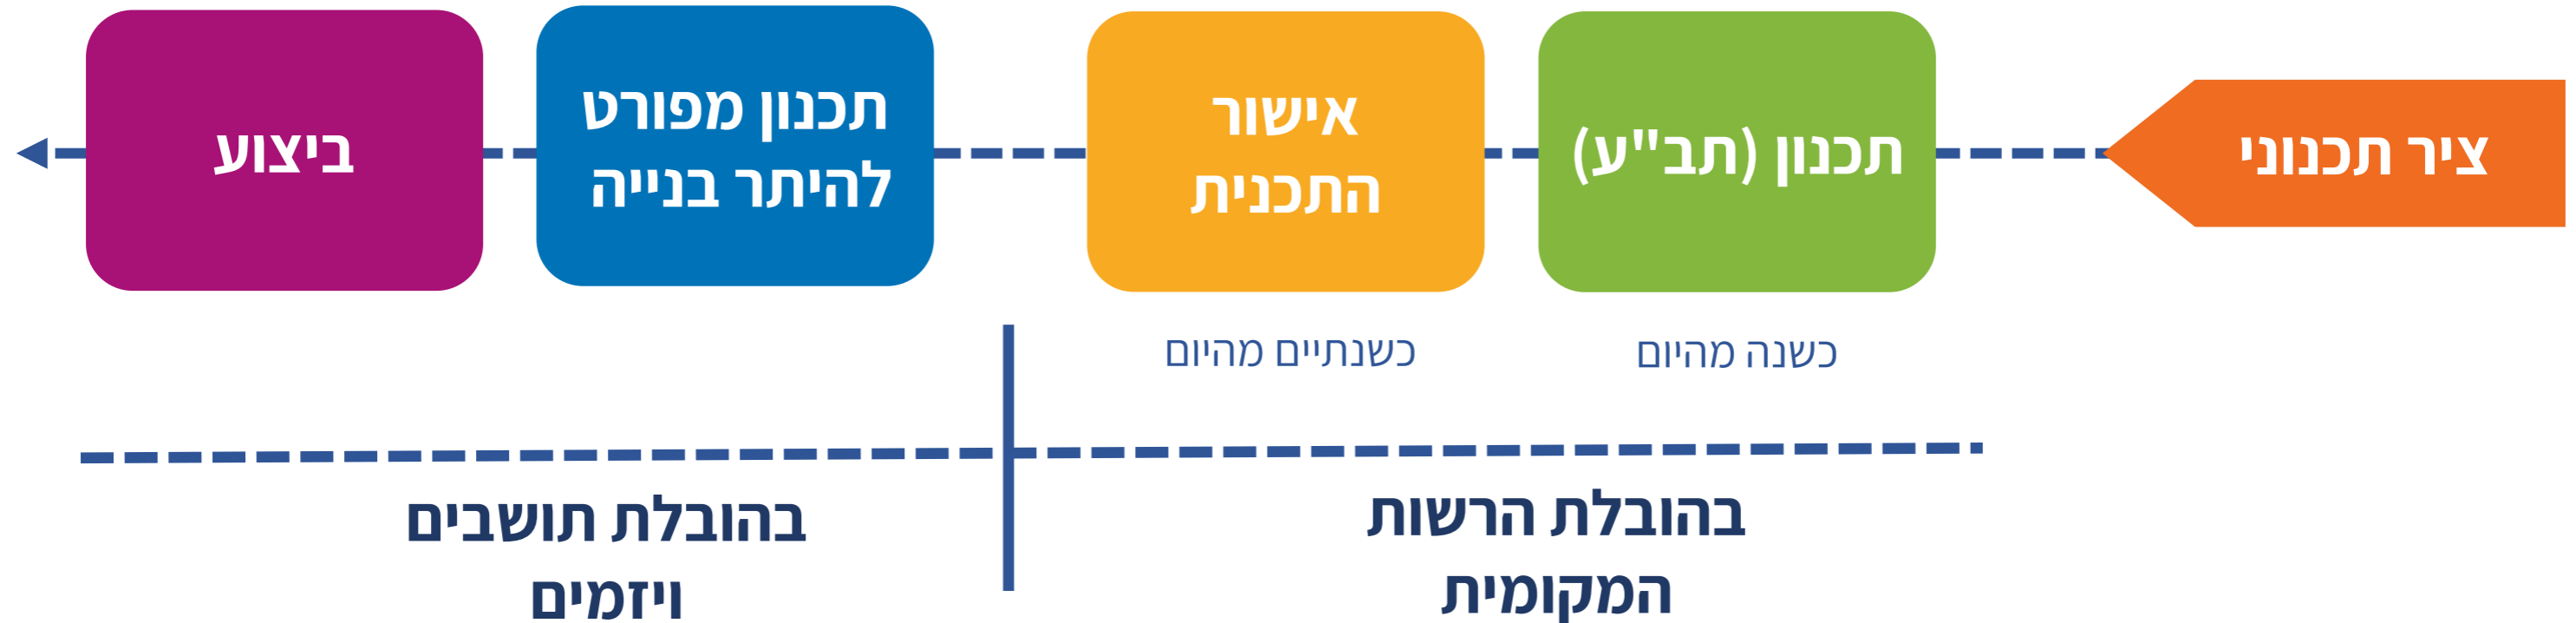 ציר תכנוני
תכנון (תב"ע)
אישור
התכנית
תכנון מפורט
להיתר בנייה
ביצוע
כשנה מהיום
כשנתיים מהיום
בהובלת הרשות
המקומית
בהובלת תושבים
ויזמים